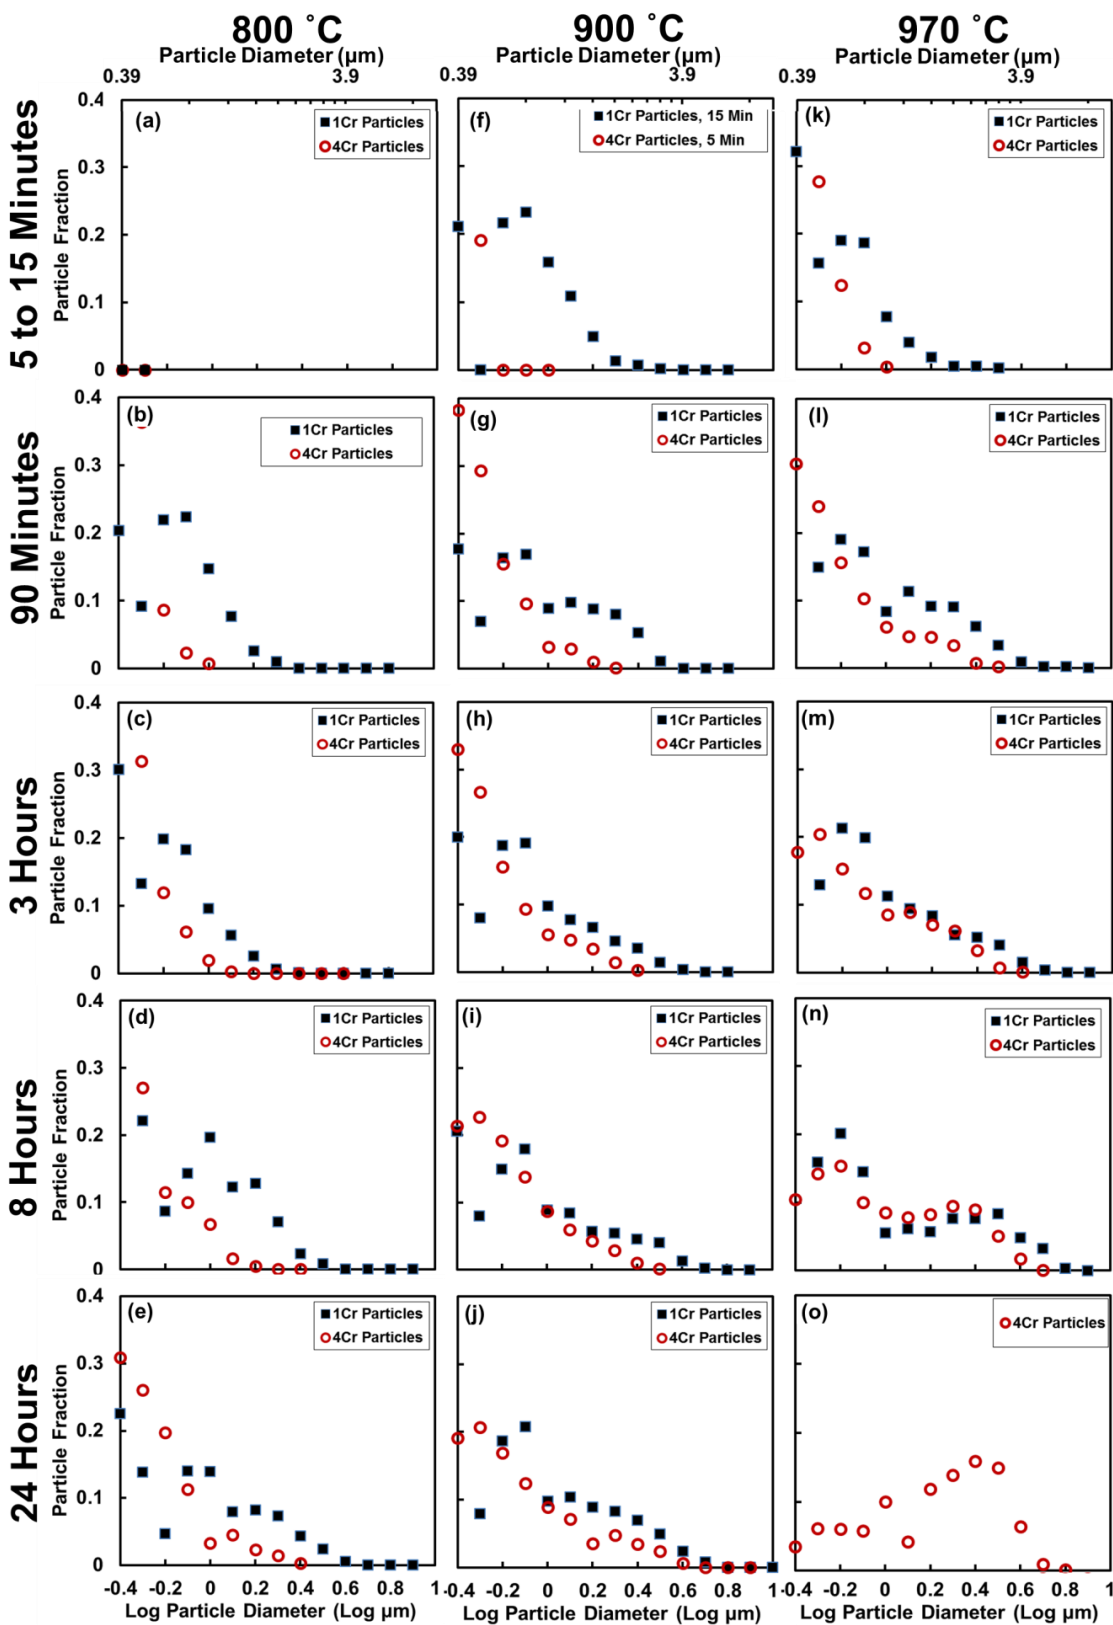 800 ˚C 900 ˚C 970 ˚C
Particle Diameter (µm) Particle Diameter (µm) Particle Diameter (µm)
0.39 3.9 0.39 3.9 0.39 3.9
5 to 15 Minutes
Particle Fraction
0.4
0.3
0.2
0.1
0
(a)
1Cr Particles
4Cr Particles
(f)
1Cr Particles, 15 Min
4Cr Particles, 5 Min
(k)
1Cr Particles
4Cr Particles
90 Minutes
Particle Fraction
0.4
0.3
0.2
0.1
0
(b)
1Cr Particles
4Cr Particles
(g)
1Cr Particles
4Cr Particles
(l)
1Cr Particles
4Cr Particles
3 Hours
Particle Fraction
0.4
0.3
0.2
0.1
0
(c)
1Cr Particles
4Cr Particles
(h)
1Cr Particles
4Cr Particles
(m)
1Cr Particles
4Cr Particles
8 Hours
Particle Fraction
0.4
0.3
0.2
0.1
0
(d)
1Cr Particles
4Cr Particles
(i)
1Cr Particles
4Cr Particles
(n)
1Cr Particles
4Cr Particles
24 Hours
Particle Fraction
0.4
0.3
0.2
0.1
0
(e)
1Cr Particles
4Cr Particles
(j)
1Cr Particles
4Cr Particles
(o)
4Cr Particles
-0.4 -0.2 0 0.2 0.4 0.6 0.8 1
-0.4 -0.2 0 0.2 0.4 0.6 0.8 1
-0.4 -0.2 0 0.2 0.4 0.6 0.8 1
Log Particle Diameter (Log µm) Log Particle Diameter (Log µm) Log Particle Diameter (Log µm)